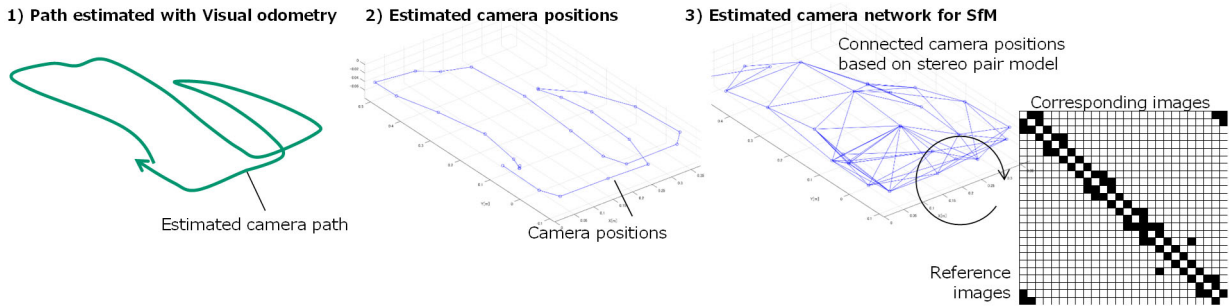 1) Path estimated with Visual odometry
2) Estimated camera positions
3) Estimated camera network for SfM
Connected camera positions
based on stereo pair model
Corresponding images
Estimated camera path
Camera positions
Reference
images